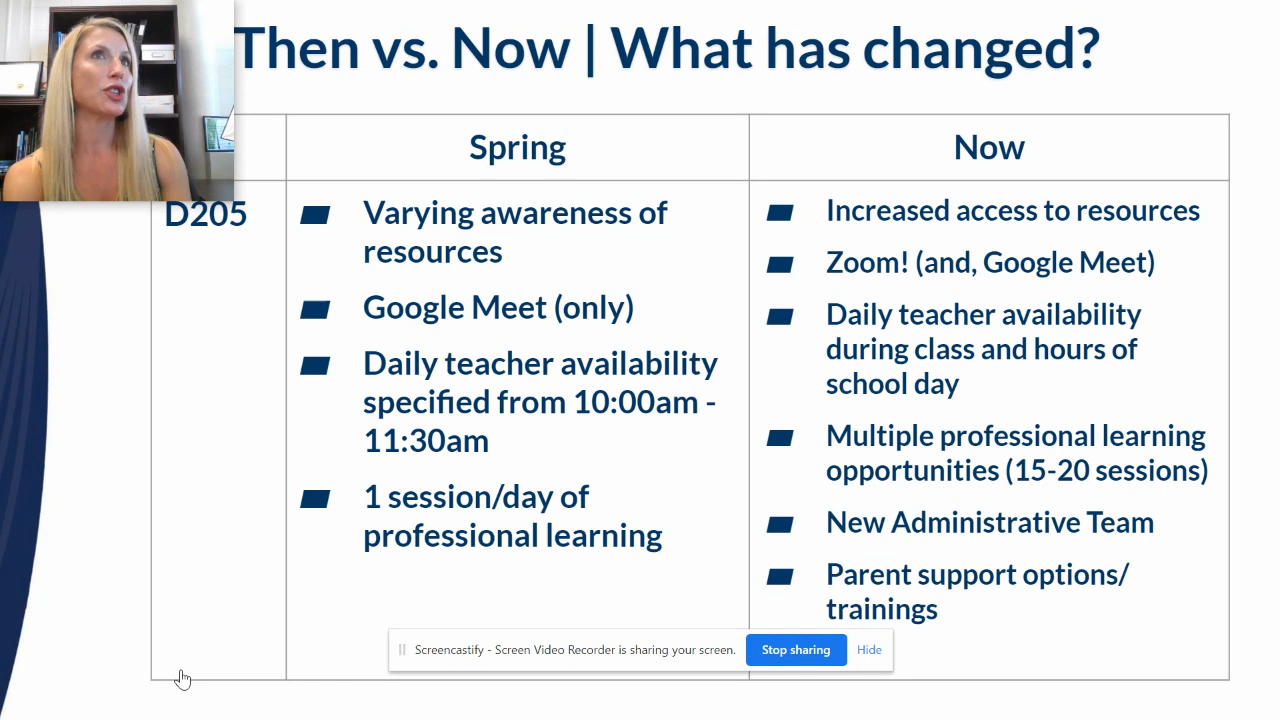 Then vs. Now | What has changed?
Spring
Now
D205
Varying awareness of
resources
Google Meet (only)
Daily teacher availability
specified from 10:00am -
11:30am
1 session/day of
professional learning
Increased access to resources
Zoom! (and, Google Meet)
Daily teacher availability
during class and hours of
school day
Multiple professional learning
opportunities (15-20 sessions)
New Administrative Team
Parent support options/
trainings
Screencastify - Screen Video Recorder is sharing your screen.
Stop sharing
Hide